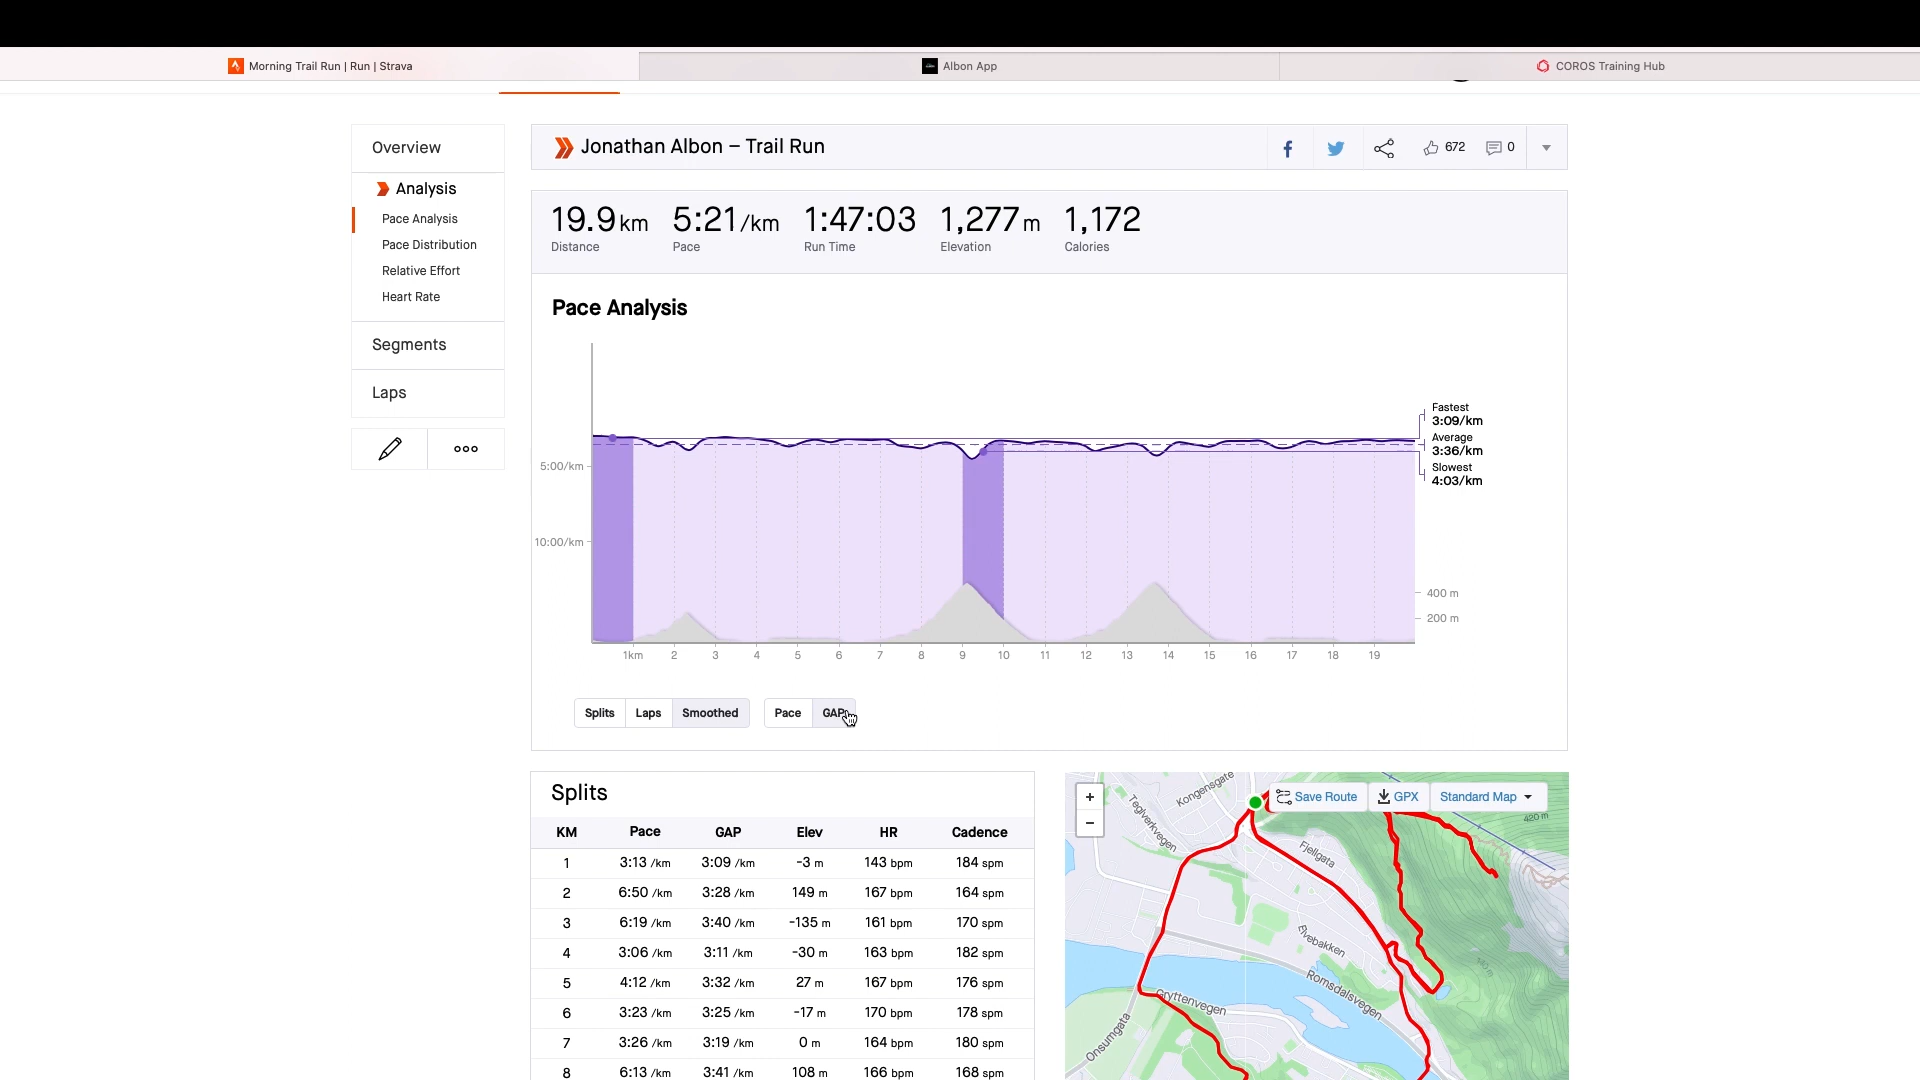 Morning Trail Run | Run | Strava
Albon App
COROS Training Hub
Overview
Analysis
Pace Analysis
Pace Distribution
Relative Effort
Heart Rate
Segments
Laps
Jonathan Albon – Trail Run
672
0
19.9 km 5:21/km 1:47:03 1,277 m 1,172
Distance Pace Run Time Elevation Calories
Pace Analysis
Fastest
3:09/km
Average
3:36/km
Slowest
4:03/km
5:00/km
10:00/km
400 m
200 m
1km 2 3 4 5 6 7 8 9 10 11 12 13 14 15 16 17 18 19
Splits Laps Smoothed Pace GAP
Splits
KM Pace GAP Elev HR Cadence
1 3:13 /km 3:09 /km -3 m 143 bpm 184 spm
2 6:50 /km 3:28 /km 149 m 167 bpm 164 spm
3 6:19 /km 3:40 /km -135 m 161 bpm 170 spm
4 3:06 /km 3:11 /km -30 m 163 bpm 182 spm
5 4:12 /km 3:32 /km 27 m 167 bpm 176 spm
6 3:23 /km 3:25 /km -17 m 170 bpm 178 spm
7 3:26 /km 3:19 /km 0 m 164 bpm 180 spm
8 6:13 /km 3:41 /km 108 m 166 bpm 168 spm
+
−
Save Route
GPX
Standard Map
Kongensgate
Teglverkvegen
Fjellgata
420 m
Elvebakken
Romsdalsvegen
Gryttenvegen
Onsumgata